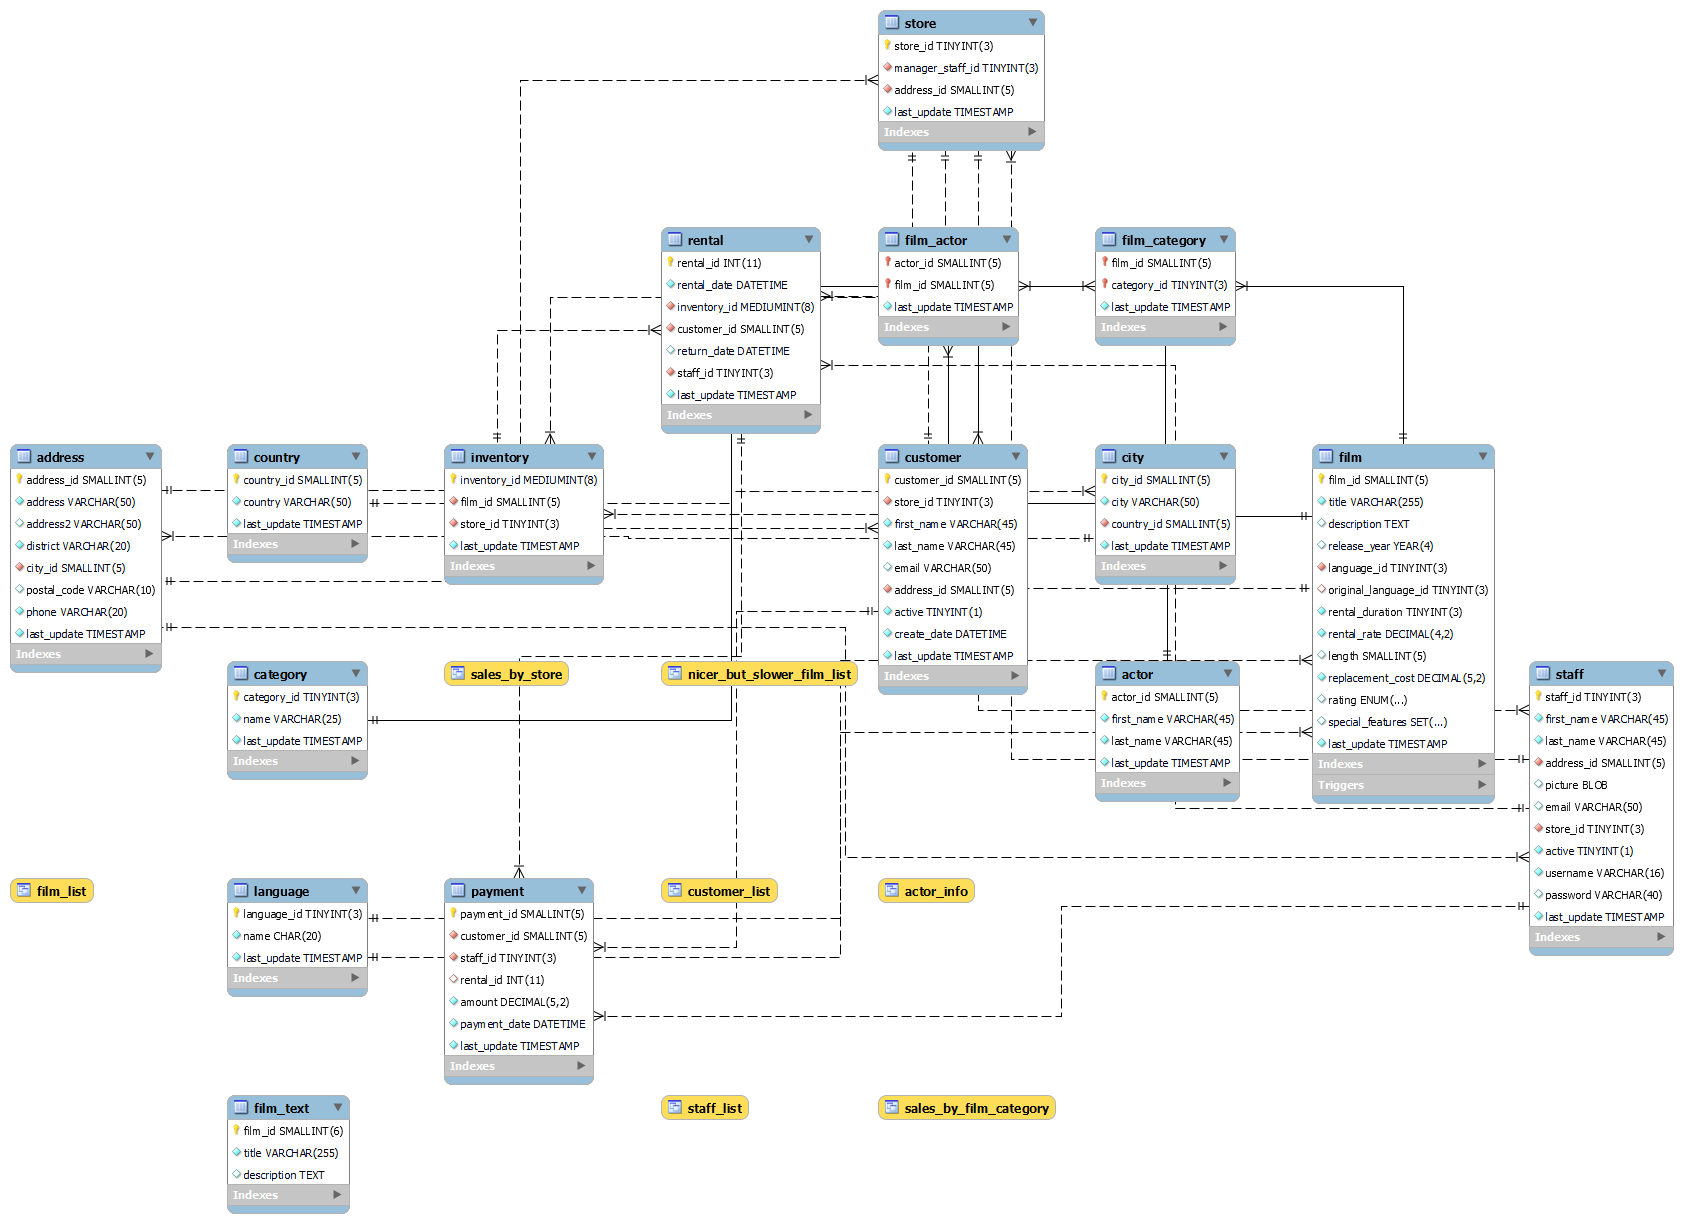 store
store_id TINYINT(3)
manager_staff_id TINYINT(3)
address_id SMALLINT(5)
last_update TIMESTAMP
Indexes
rental
rental_id INT(11)
rental_date DATETIME
inventory_id MEDIUMINT(8)
customer_id SMALLINT(5)
return_date DATETIME
staff_id TINYINT(3)
last_update TIMESTAMP
Indexes
film_actor
actor_id SMALLINT(5)
film_id SMALLINT(5)
last_update TIMESTAMP
Indexes
film_category
film_id SMALLINT(5)
category_id TINYINT(3)
last_update TIMESTAMP
Indexes
address
address_id SMALLINT(5)
address VARCHAR(50)
address2 VARCHAR(50)
district VARCHAR(20)
city_id SMALLINT(5)
postal_code VARCHAR(10)
phone VARCHAR(20)
last_update TIMESTAMP
Indexes
country
country_id SMALLINT(5)
country VARCHAR(50)
last_update TIMESTAMP
Indexes
inventory
inventory_id MEDIUMINT(8)
film_id SMALLINT(5)
store_id TINYINT(3)
last_update TIMESTAMP
Indexes
customer
customer_id SMALLINT(5)
store_id TINYINT(3)
first_name VARCHAR(45)
last_name VARCHAR(45)
email VARCHAR(50)
address_id SMALLINT(5)
active TINYINT(1)
create_date DATETIME
last_update TIMESTAMP
Indexes
city
city_id SMALLINT(5)
city VARCHAR(50)
country_id SMALLINT(5)
last_update TIMESTAMP
Indexes
film
film_id SMALLINT(5)
title VARCHAR(255)
description TEXT
release_year YEAR(4)
language_id TINYINT(3)
original_language_id TINYINT(3)
rental_duration TINYINT(3)
rental_rate DECIMAL(4,2)
length SMALLINT(5)
replacement_cost DECIMAL(5,2)
rating ENUM(...)
special_features SET(...)
last_update TIMESTAMP
Indexes
Triggers
category
category_id TINYINT(3)
name VARCHAR(25)
last_update TIMESTAMP
Indexes
sales_by_store
nicer_but_slower_film_list
actor
actor_id SMALLINT(5)
first_name VARCHAR(45)
last_name VARCHAR(45)
last_update TIMESTAMP
Indexes
staff
staff_id TINYINT(3)
first_name VARCHAR(45)
last_name VARCHAR(45)
address_id SMALLINT(5)
picture BLOB
email VARCHAR(50)
store_id TINYINT(3)
active TINYINT(1)
username VARCHAR(16)
password VARCHAR(40)
last_update TIMESTAMP
Indexes
film_list
language
language_id TINYINT(3)
name CHAR(20)
last_update TIMESTAMP
Indexes
payment
payment_id SMALLINT(5)
customer_id SMALLINT(5)
staff_id TINYINT(3)
rental_id INT(11)
amount DECIMAL(5,2)
payment_date DATETIME
last_update TIMESTAMP
Indexes
customer_list
actor_info
film_text
film_id SMALLINT(6)
title VARCHAR(255)
description TEXT
Indexes
staff_list
sales_by_film_category